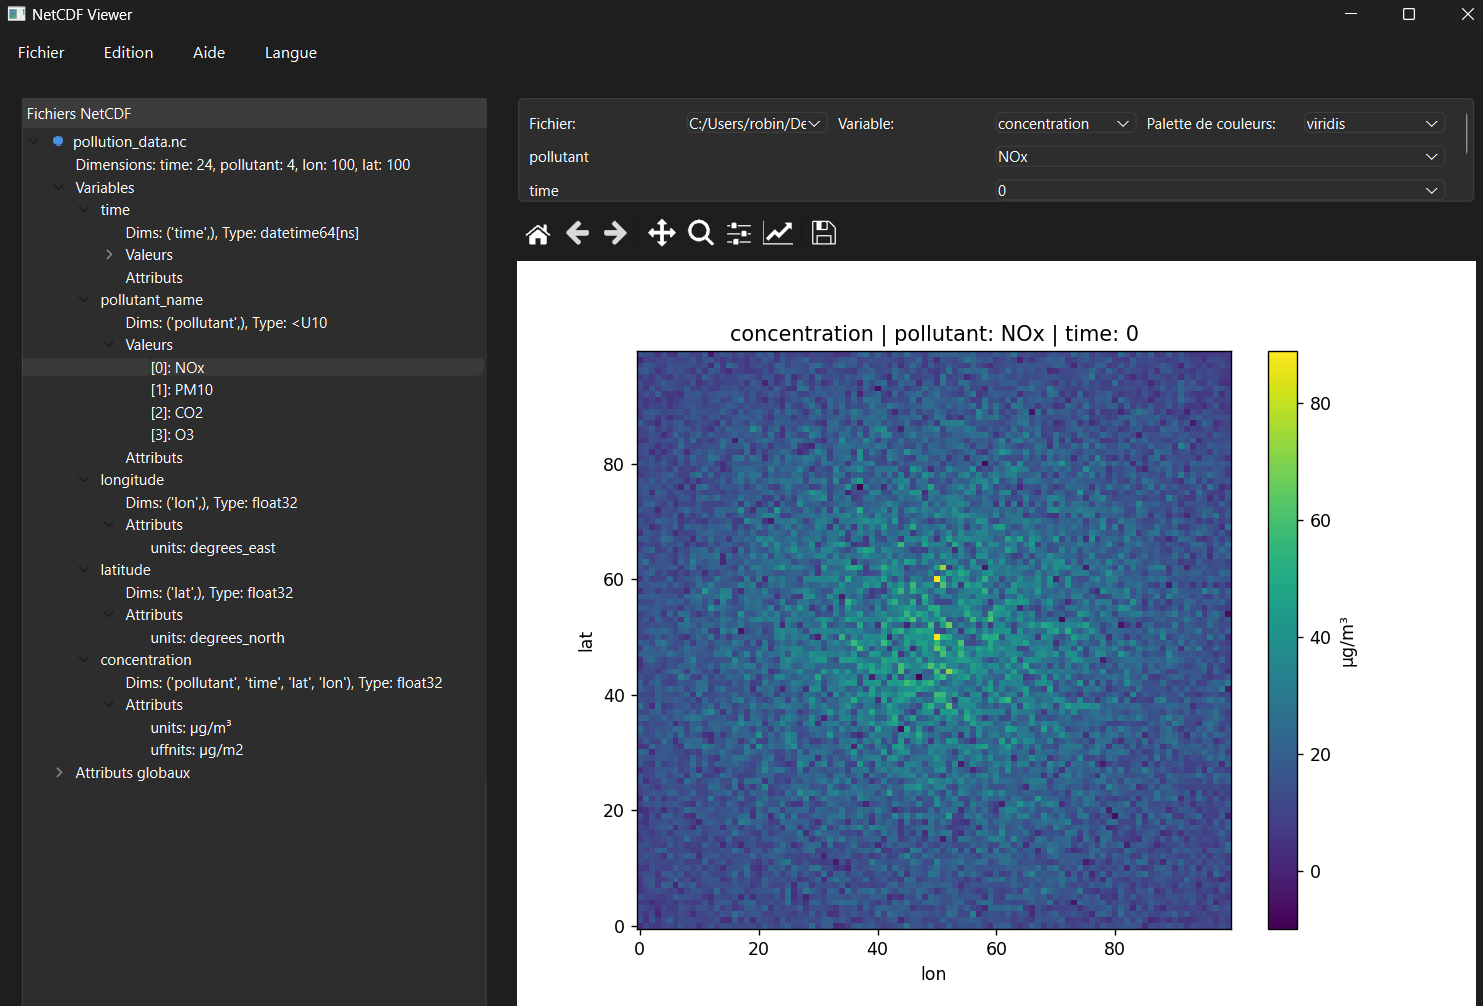 NetCDF Viewer
Fichier Edition Aide Langue
Fichiers NetCDF
pollution_data.nc
Dimensions: time: 24, pollutant: 4, lon: 100, lat: 100
Variables
time
Dims: ('time',), Type: datetime64[ns]
Valeurs
Attributs
pollutant_name
Dims: ('pollutant',), Type: <U10
Valeurs
[0]: NOx
[1]: PM10
[2]: CO2
[3]: O3
Attributs
longitude
Dims: ('lon',), Type: float32
Attributs
units: degrees_east
latitude
Dims: ('lat',), Type: float32
Attributs
units: degrees_north
concentration
Dims: ('pollutant', 'time', 'lat', 'lon'), Type: float32
Attributs
units: µg/m³
uffnits: µg/m2
Attributs globaux
Fichier: C:/Users/robin/De Variable: concentration Palette de couleurs: viridis
pollutant NOx
time 0
concentration | pollutant: NOx | time: 0
80
60
40
20
0
lat
0 20 40 60 80
lon
80
60
40
20
0
µg/m³